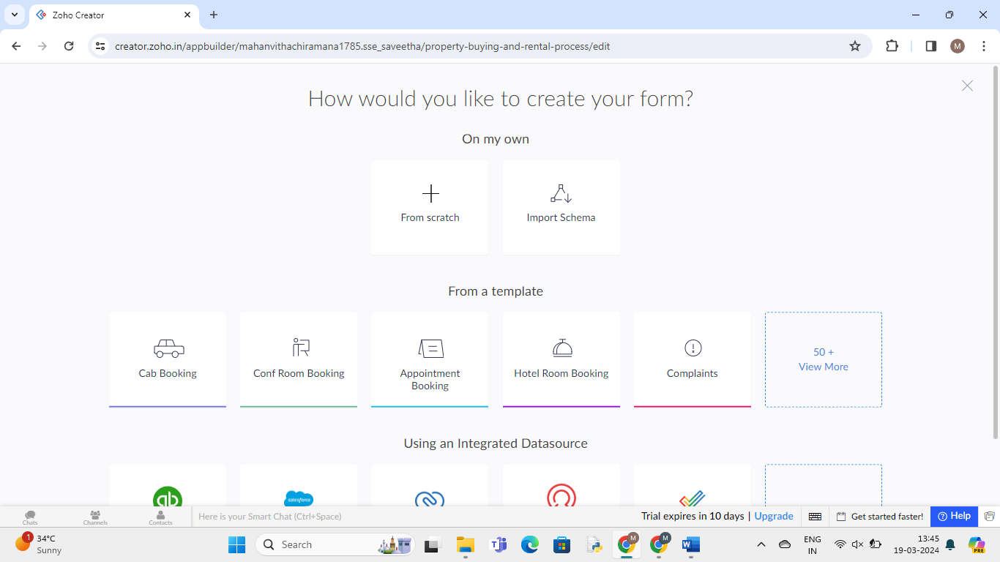 Zoho Creator
creator.zoho.in/appbuilder/mahanvithachiramana1785.sse_saveetha/property-buying-and-rental-process/edit
M
How would you like to create your form?
On my own
From scratch
Import Schema
From a template
Cab Booking
Conf Room Booking
Appointment
Booking
Hotel Room Booking
Complaints
50 +
View More
Using an Integrated Datasource
qb
salesforce
Chats
Channels
Contacts
Here is your Smart Chat (Ctrl+Space)
Trial expires in 10 days | Upgrade
Get started faster!
? Help
1
34°C
Sunny
Search
M
M
W
ENG
IN
13:45
19-03-2024
PRE